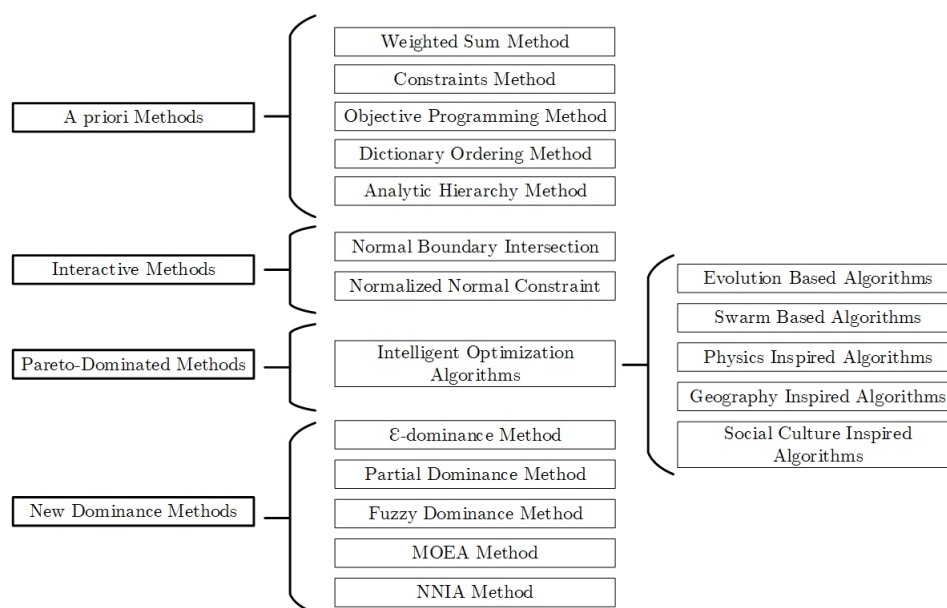 A priori Methods
Weighted Sum Method
Constraints Method
Objective Programming Method
Dictionary Ordering Method
Analytic Hierarchy Method
Interactive Methods
Normal Boundary Intersection
Normalized Normal Constraint
Pareto-Dominated Methods
Intelligent Optimization
Algorithms
Evolution Based Algorithms
Swarm Based Algorithms
Physics Inspired Algorithms
Geography Inspired Algorithms
Social Culture Inspired
Algorithms
New Dominance Methods
Ɛ-dominance Method
Partial Dominance Method
Fuzzy Dominance Method
MOEA Method
NNIA Method